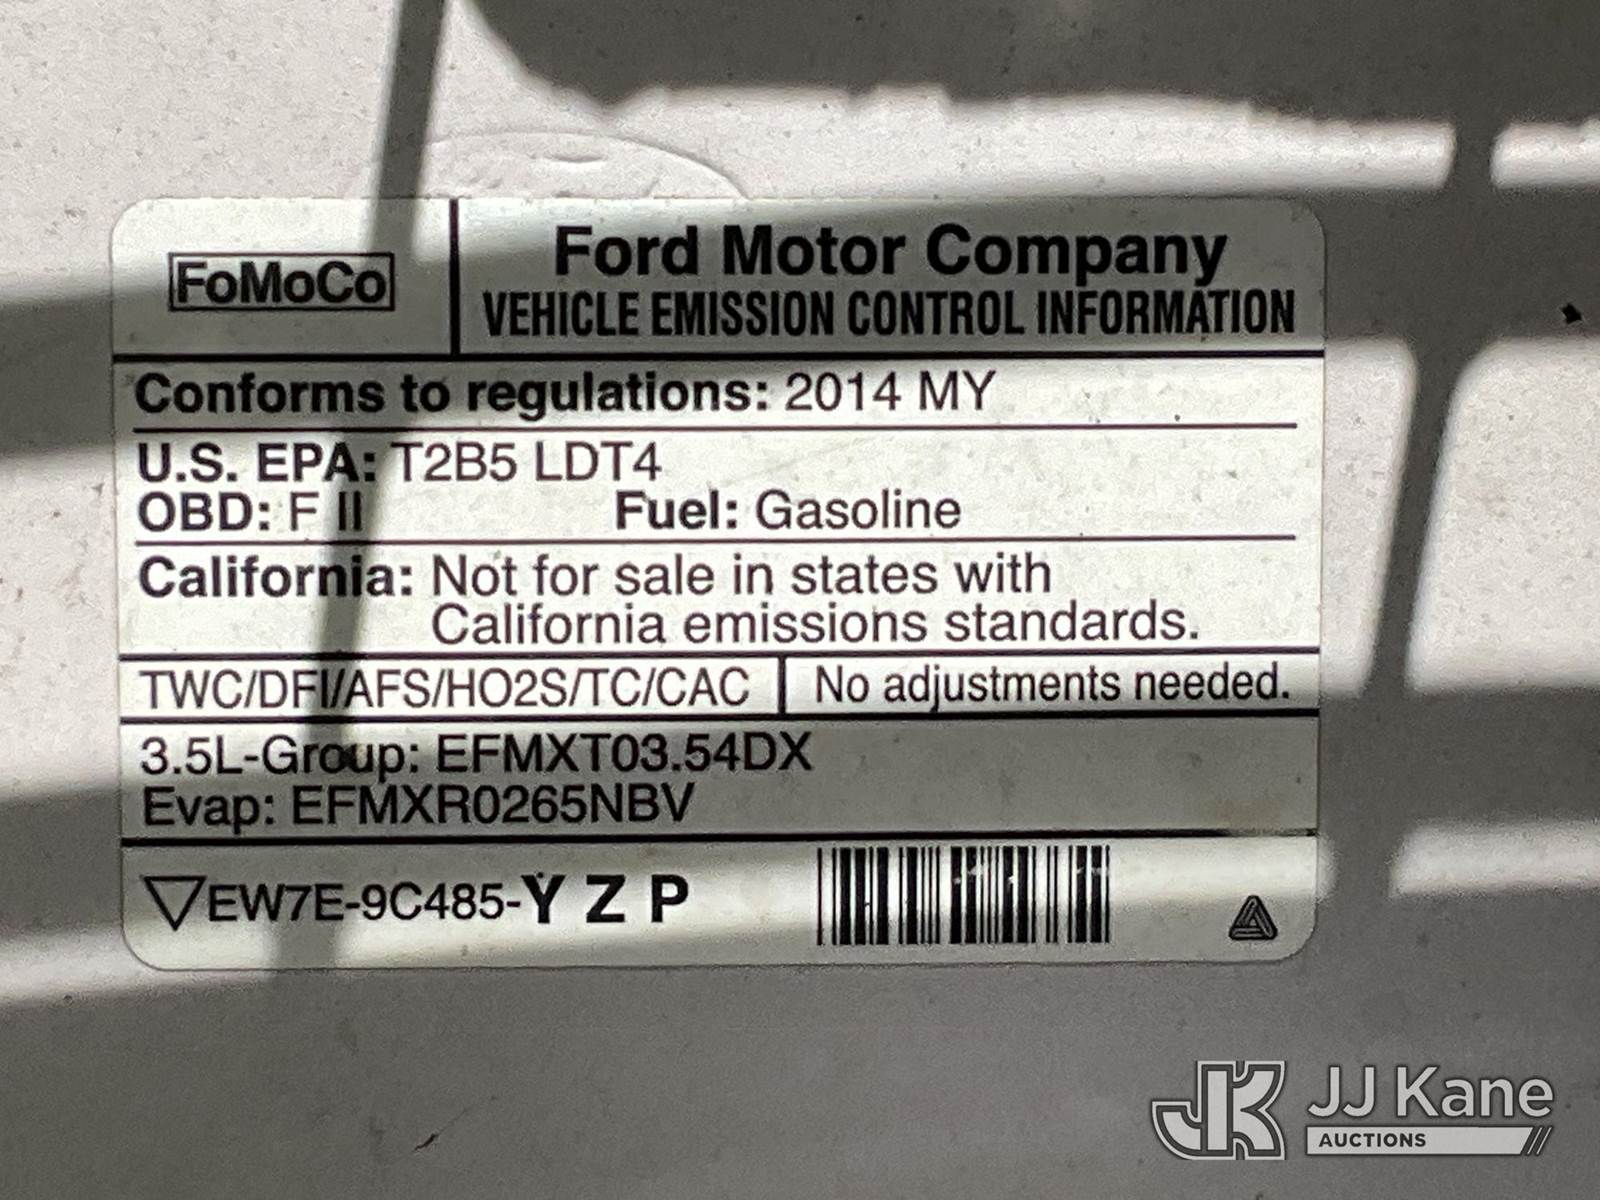 FoMoCo
Ford Motor Company
VEHICLE EMISSION CONTROL INFORMATION
Conforms to regulations: 2014 MY
U.S. EPA: T2B5 LDT4
OBD: F II Fuel: Gasoline
California: Not for sale in states with
California emissions standards.
TWC/DFI/AFS/HO2S/TC/CAC No adjustments needed.
3.5L-Group: EFMXT03.54DX
Evap: EFMXR0265NBV
EW7E-9C485-Y Z P
JK JJ Kane
AUCTIONS